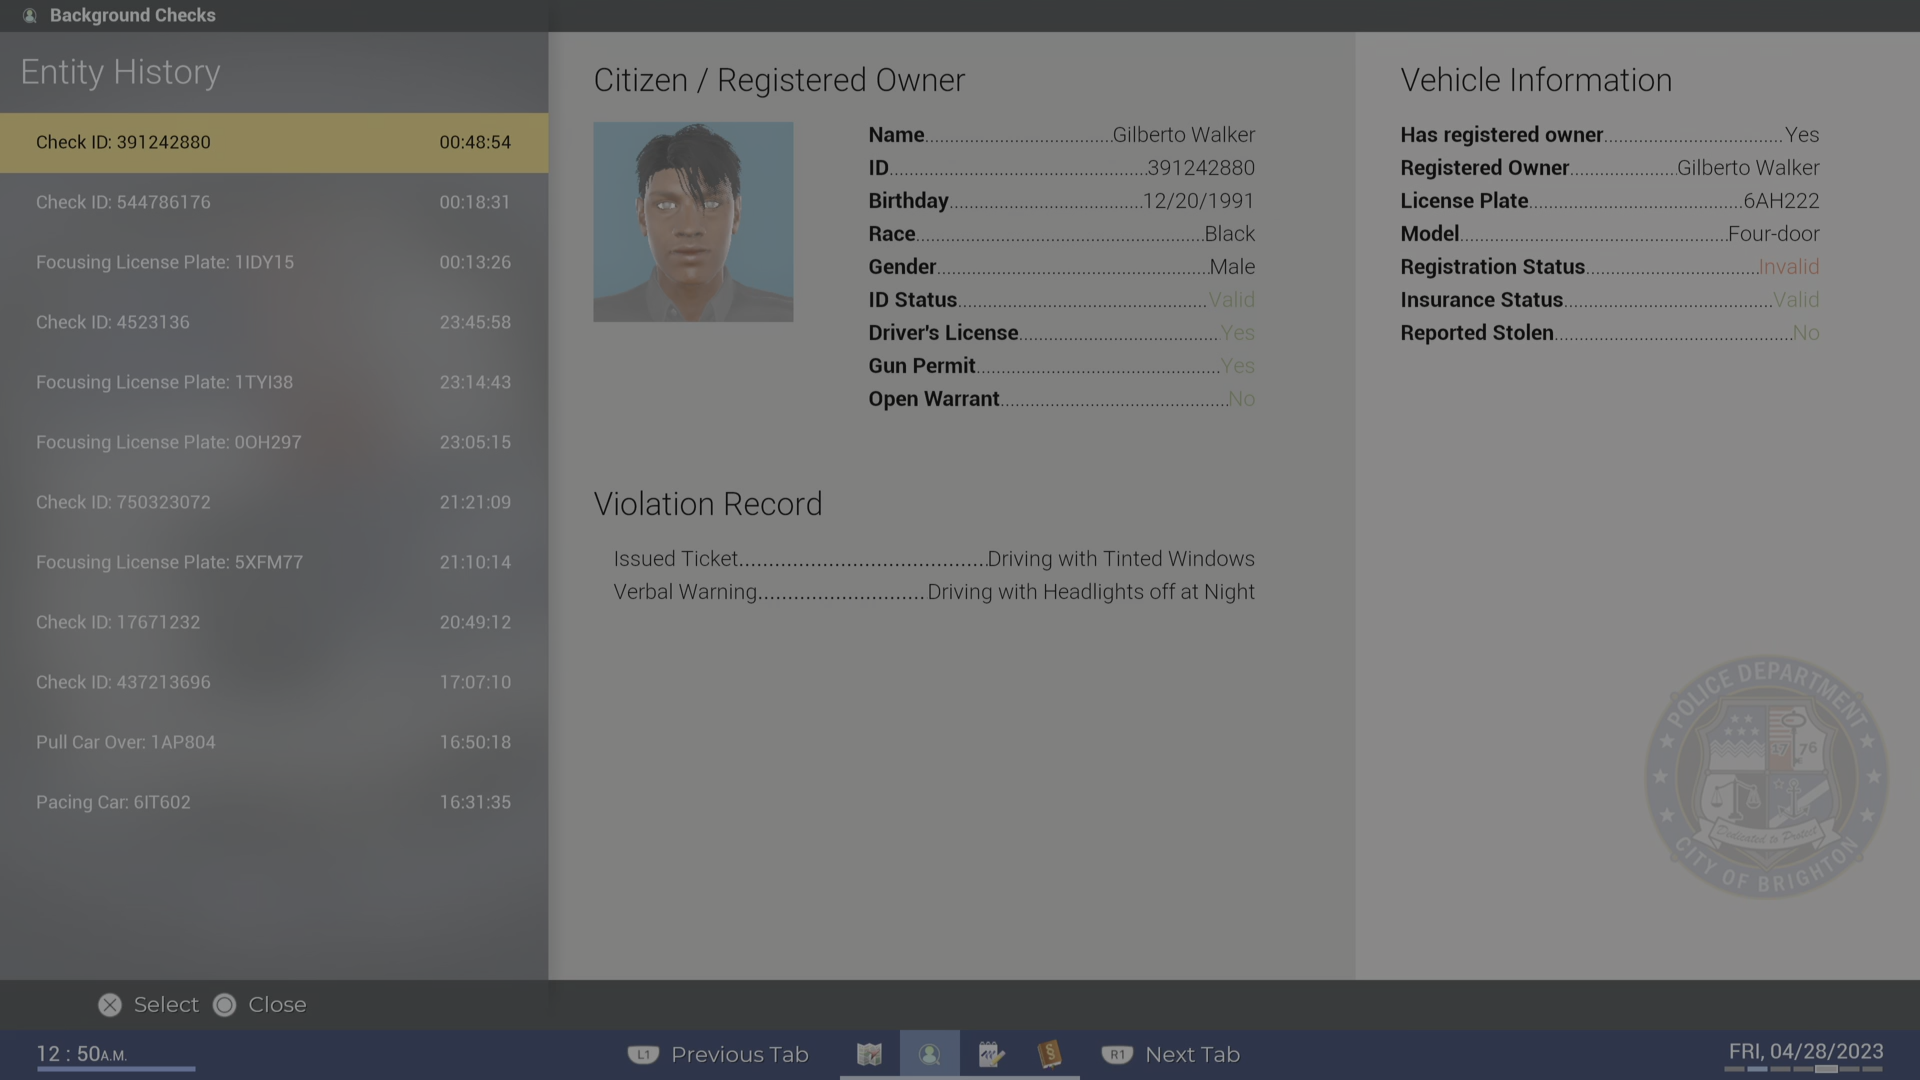 Background Checks
Entity History
Check ID: 391242880 00:48:54
Check ID: 544786176 00:18:31
Focusing License Plate: 1IDY15 00:13:26
Check ID: 4523136 23:45:58
Focusing License Plate: 1TYI38 23:14:43
Focusing License Plate: 0OH297 23:05:15
Check ID: 750323072 21:21:09
Focusing License Plate: 5XFM77 21:10:14
Check ID: 17671232 20:49:12
Check ID: 437213696 17:07:10
Pull Car Over: 1AP804 16:50:18
Pacing Car: 6IT602 16:31:35
Citizen / Registered Owner
Name Gilberto Walker
ID 391242880
Birthday 12/20/1991
Race Black
Gender Male
ID Status Valid
Driver's License Yes
Gun Permit Yes
Open Warrant No
Violation Record
Issued Ticket Driving with Tinted Windows
Verbal Warning Driving with Headlights off at Night
Vehicle Information
Has registered owner Yes
Registered Owner Gilberto Walker
License Plate 6AH222
Model Four-door
Registration Status Invalid
Insurance Status Valid
Reported Stolen No
POLICE DEPARTMENT
17 76
Dedicated to Protect
CITY OF BRIGHTON
Select Close
12 : 50 A.M.
L1 Previous Tab
R1 Next Tab
FRI, 04/28/2023